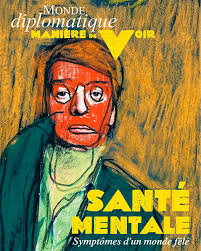 MONDE
diplomatique
MANIÈRE DE VOIR
SANTÉ
MENTALE
Symptômes d'un monde fêlé